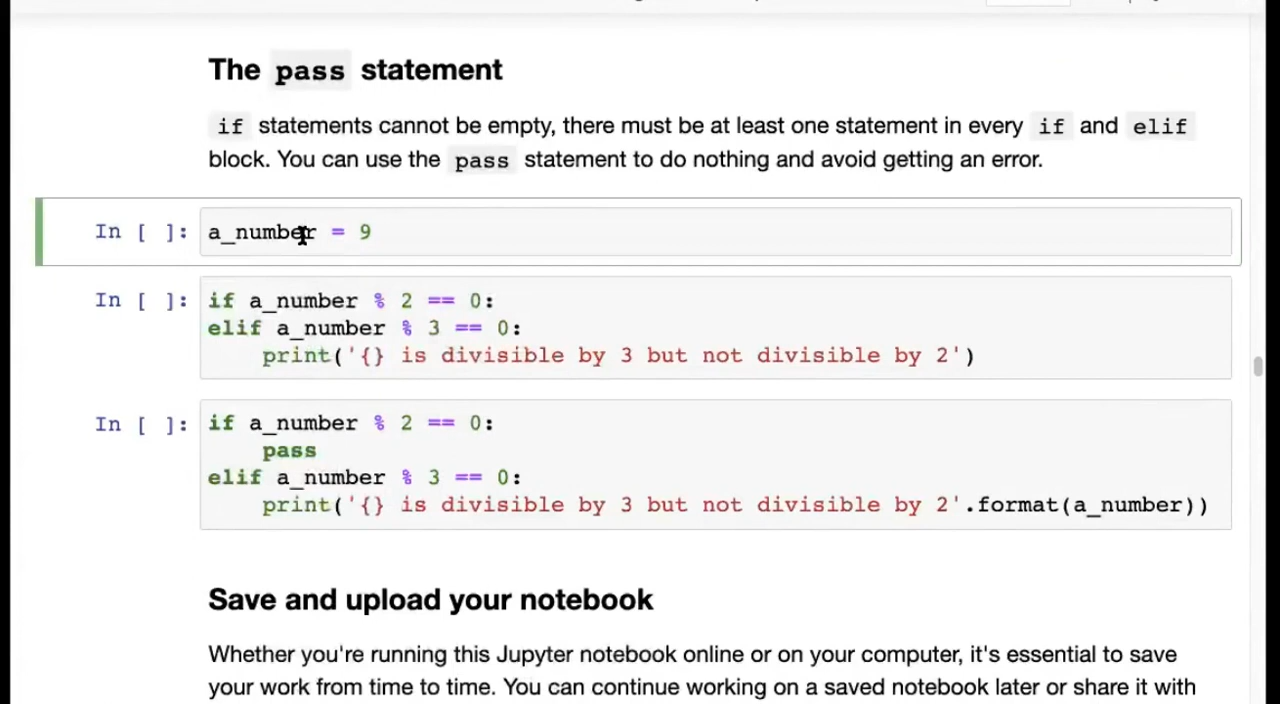 The pass statement
if statements cannot be empty, there must be at least one statement in every if and elif
block. You can use the pass statement to do nothing and avoid getting an error.
In [ ]: a_number = 9
In [ ]: if a_number % 2 == 0:
elif a_number % 3 == 0:
    print('{} is divisible by 3 but not divisible by 2')
In [ ]: if a_number % 2 == 0:
    pass
elif a_number % 3 == 0:
    print('{} is divisible by 3 but not divisible by 2'.format(a_number))
Save and upload your notebook
Whether you're running this Jupyter notebook online or on your computer, it's essential to save
your work from time to time. You can continue working on a saved notebook later or share it with